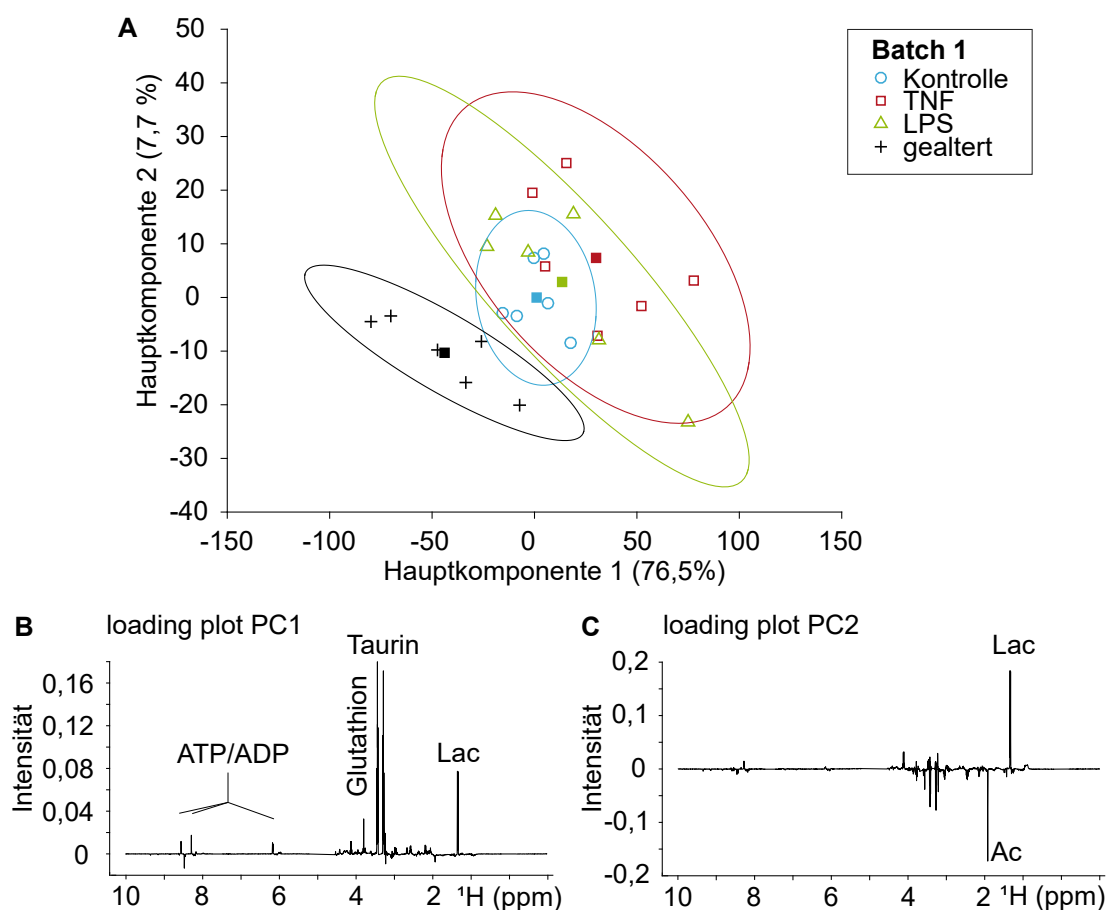 A
50
40
30
20
10
0
-10
-20
-30
-40
Hauptkomponente 2 (7,7 %)
-150
-100
-50
0
50
100
150
Hauptkomponente 1 (76,5%)
Batch 1
Kontrolle
TNF
LPS
gealtert
B
loading plot PC1
Intensität
0,16
0,12
0,08
0,04
0
ATP/ADP
Glutathion
Taurin
Lac
10
8
6
4
2
¹H (ppm)
C
loading plot PC2
Intensität
0,2
0,1
0
-0,1
-0,2
Lac
Ac
10
8
6
4
2
¹H (ppm)